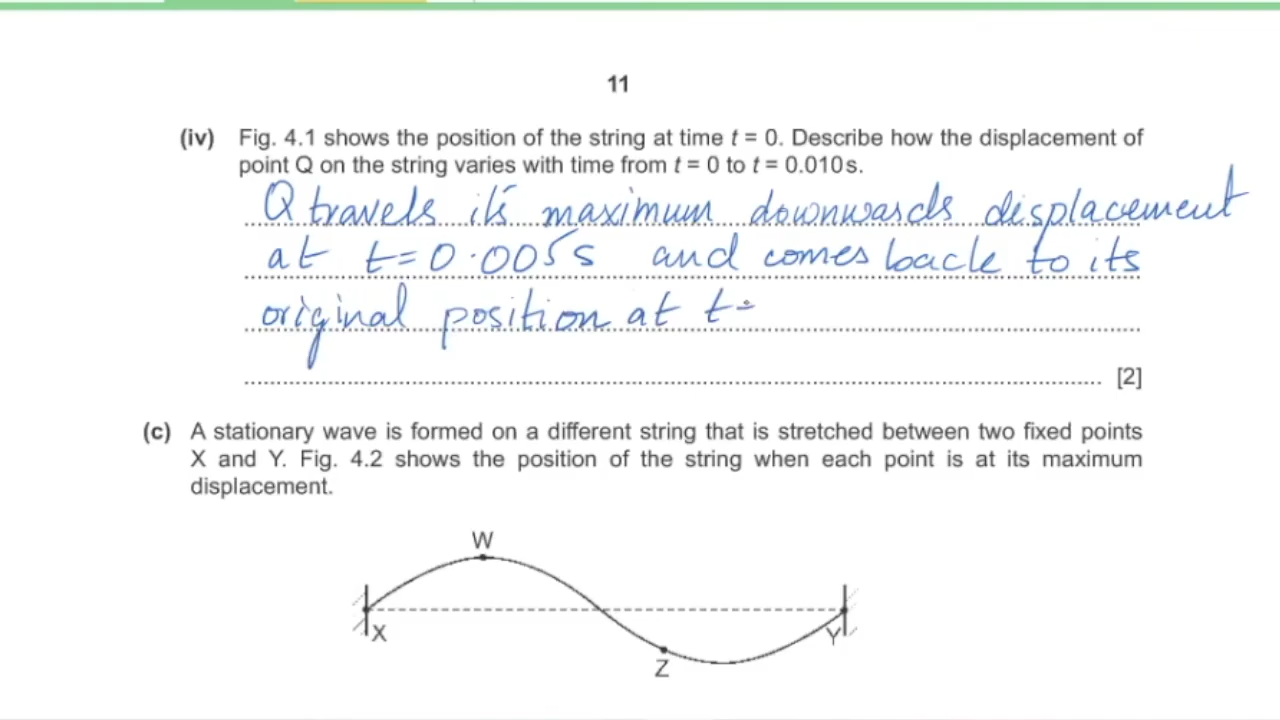 11
(iv) Fig. 4.1 shows the position of the string at time t = 0. Describe how the displacement of
point Q on the string varies with time from t = 0 to t = 0.010 s.
Q travels it's maximum downwards displacement
at t=0.005s and comes back to its
original position at t=
[2]
(c) A stationary wave is formed on a different string that is stretched between two fixed points
X and Y. Fig. 4.2 shows the position of the string when each point is at its maximum
displacement.
W
X
Y
Z